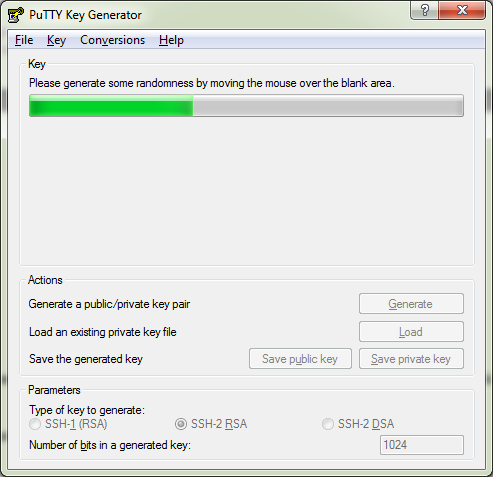 PuTTY Key Generator
? X
File Key Conversions Help
Key
Please generate some randomness by moving the mouse over the blank area.
Actions
Generate a public/private key pair
Generate
Load an existing private key file
Load
Save the generated key
Save public key
Save private key
Parameters
Type of key to generate:
SSH-1 (RSA) SSH-2 RSA SSH-2 DSA
Number of bits in a generated key:
1024